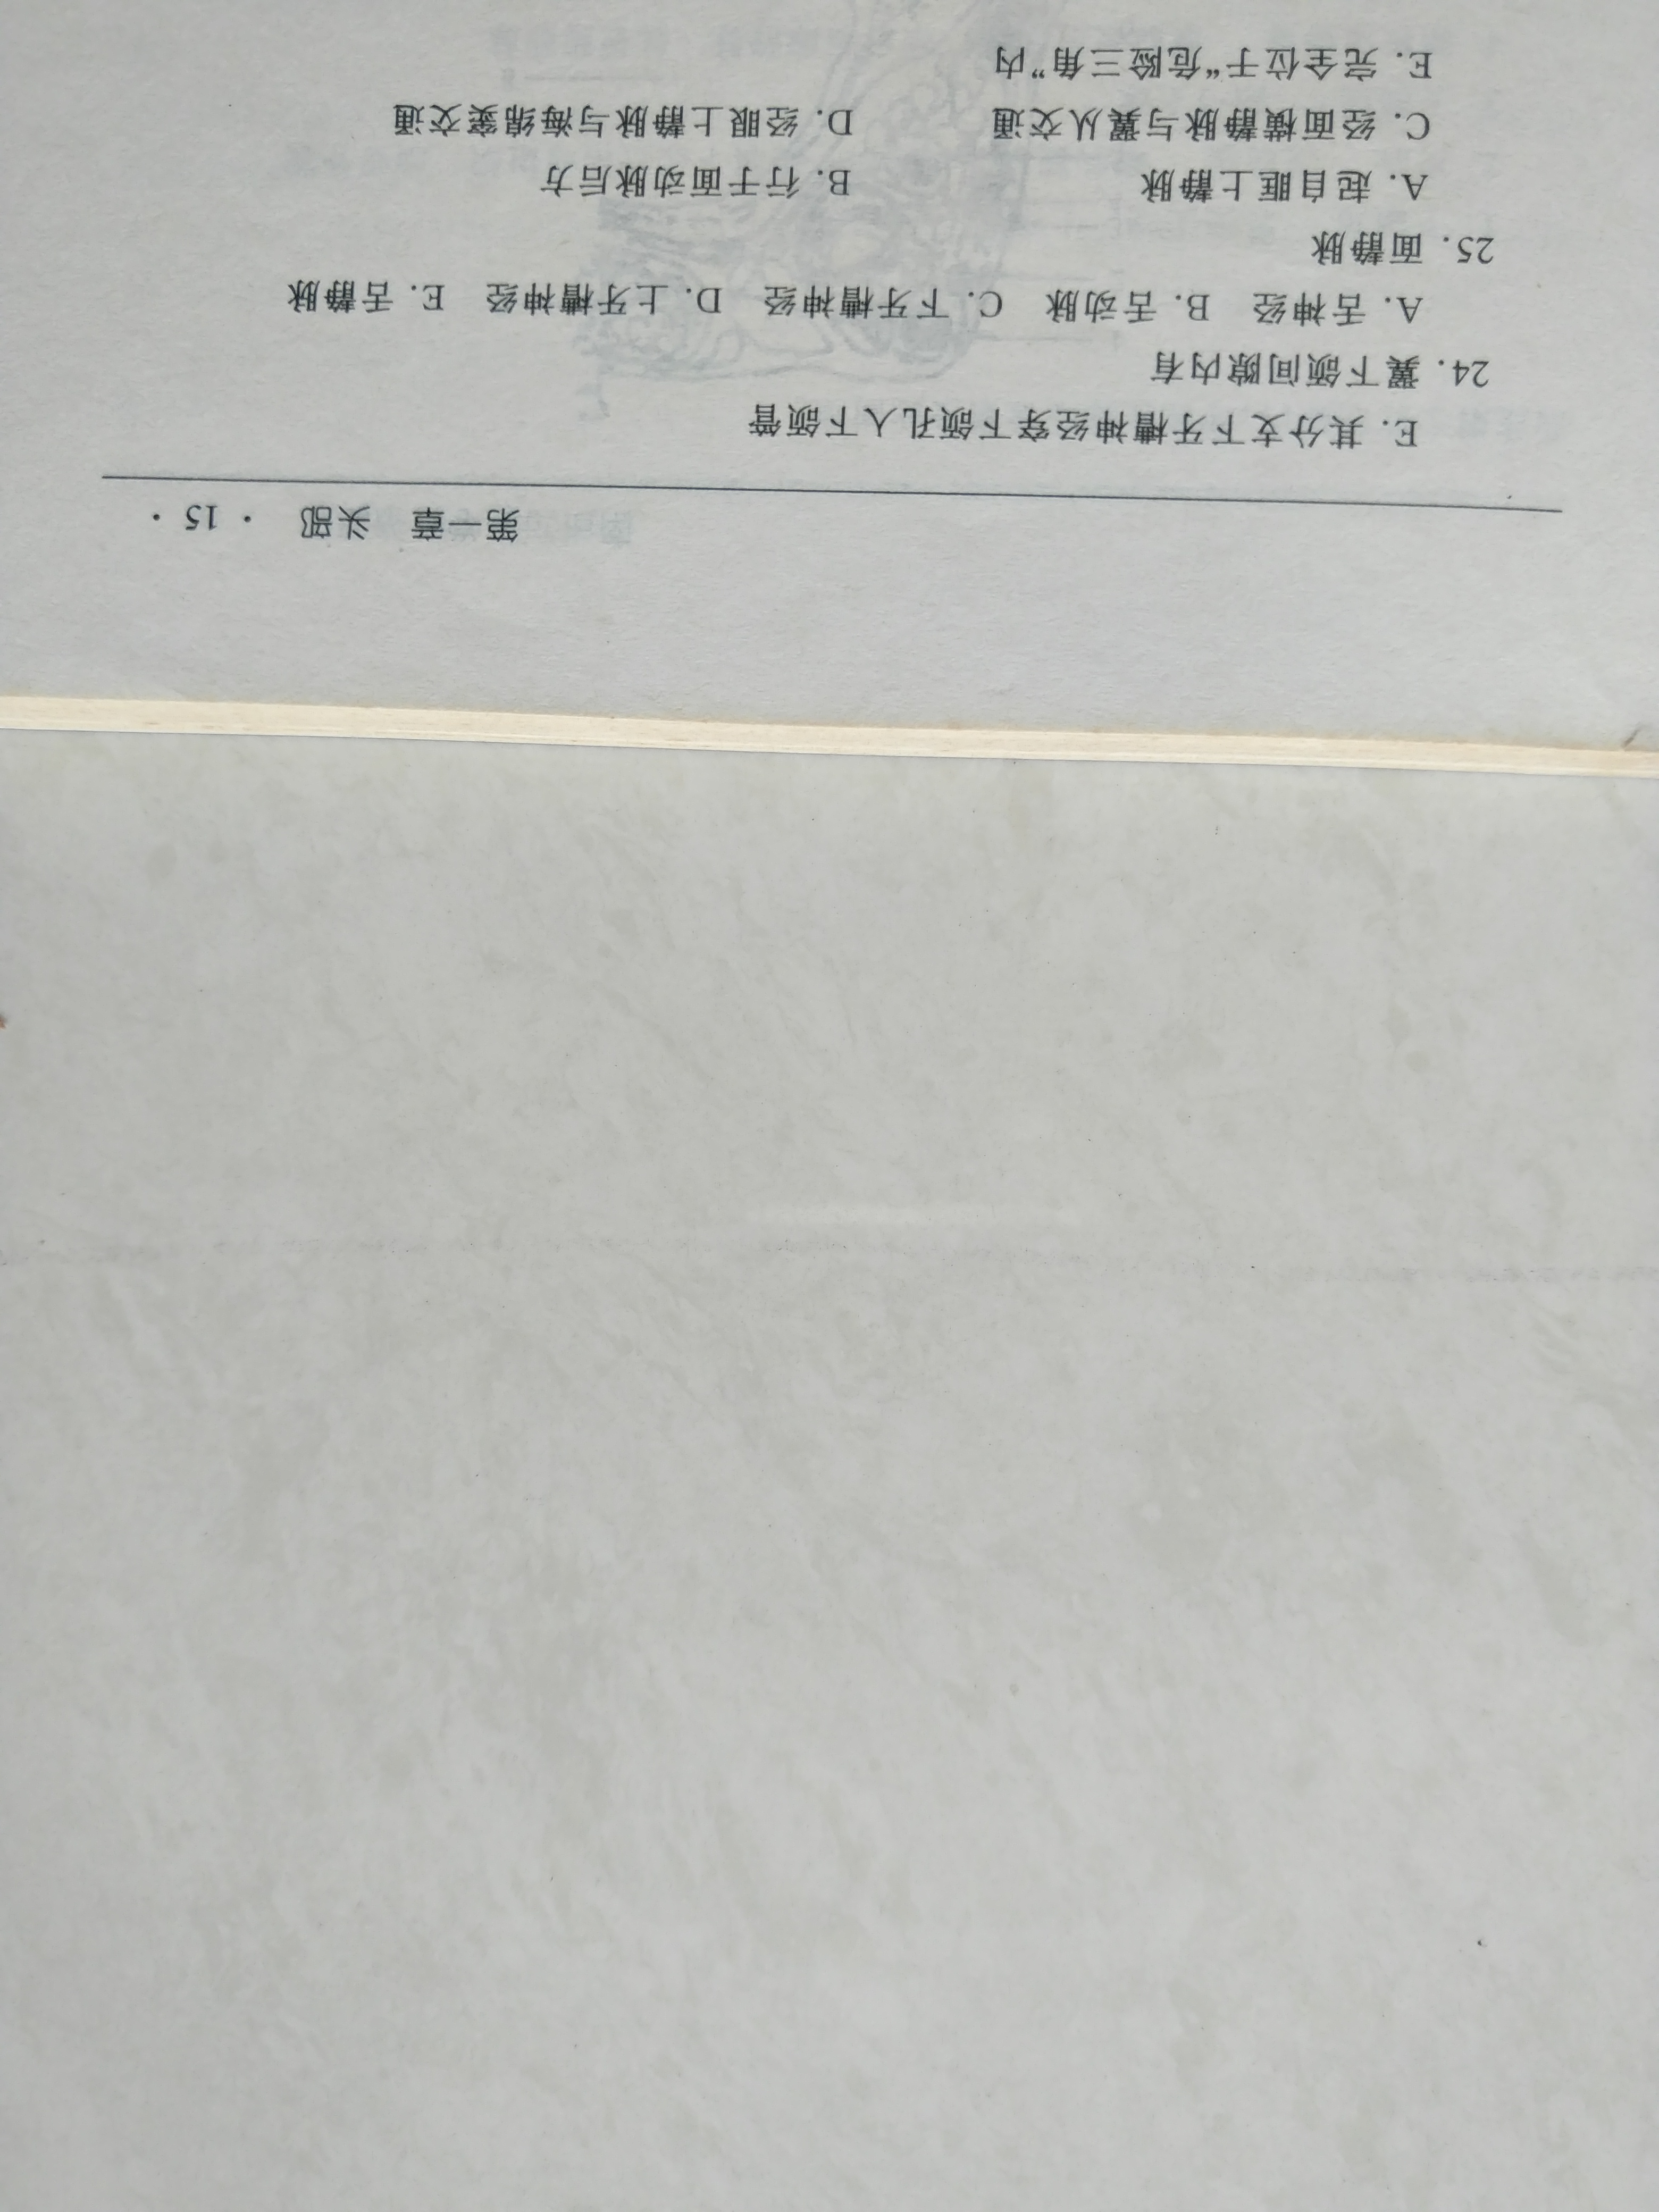 第一章　头部　· 15 ·
E. 其分支下牙槽神经穿下颌孔入下颌管
24. 翼下颌间隙内有
A. 舌神经　B. 舌动脉　C. 下牙槽神经　D. 上牙槽神经　E. 舌静脉
25. 面静脉
A. 起自眶上静脉　B. 行于面动脉后方
C. 经面横静脉与翼丛交通　D. 经眼上静脉与海绵窦交通
E. 完全位于“危险三角”内